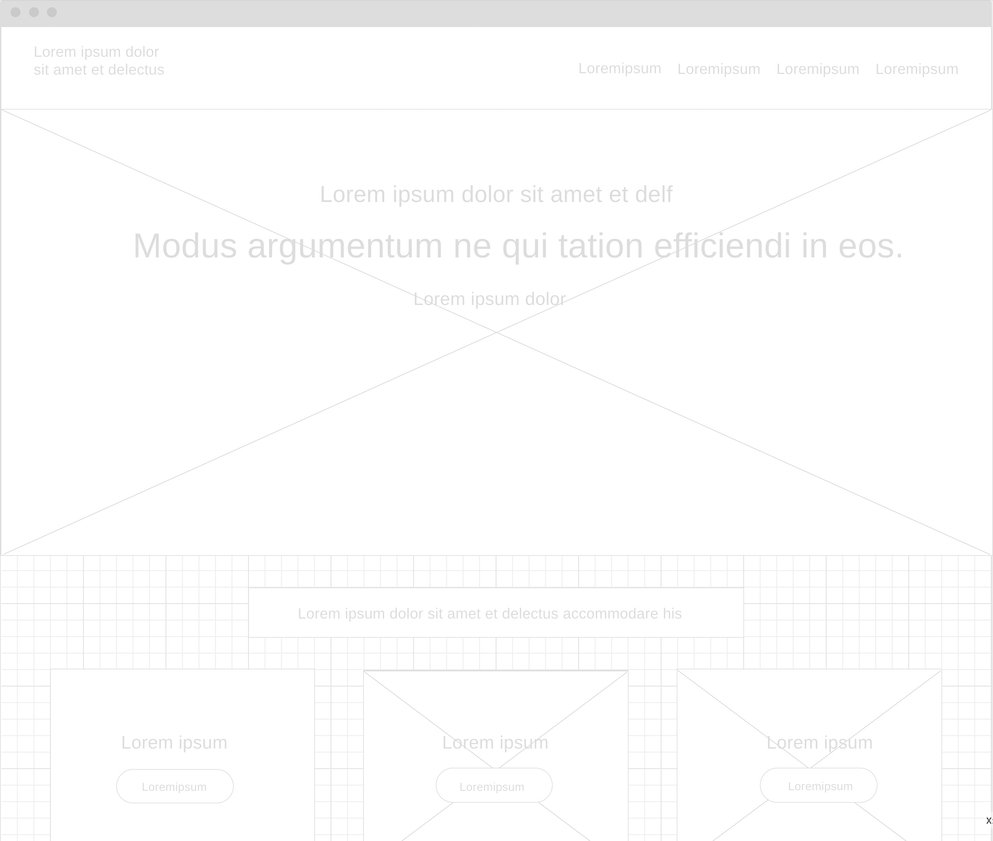 Lorem ipsum dolor
sit amet et delectus
Loremipsum Loremipsum Loremipsum Loremipsum
Lorem ipsum dolor sit amet et delf
Modus argumentum ne qui tation efficiendi in eos.
Lorem ipsum dolor
Lorem ipsum dolor sit amet et delectus accommodare his
Lorem ipsum Lorem ipsum Lorem ipsum
Loremipsum Loremipsum Loremipsum
x